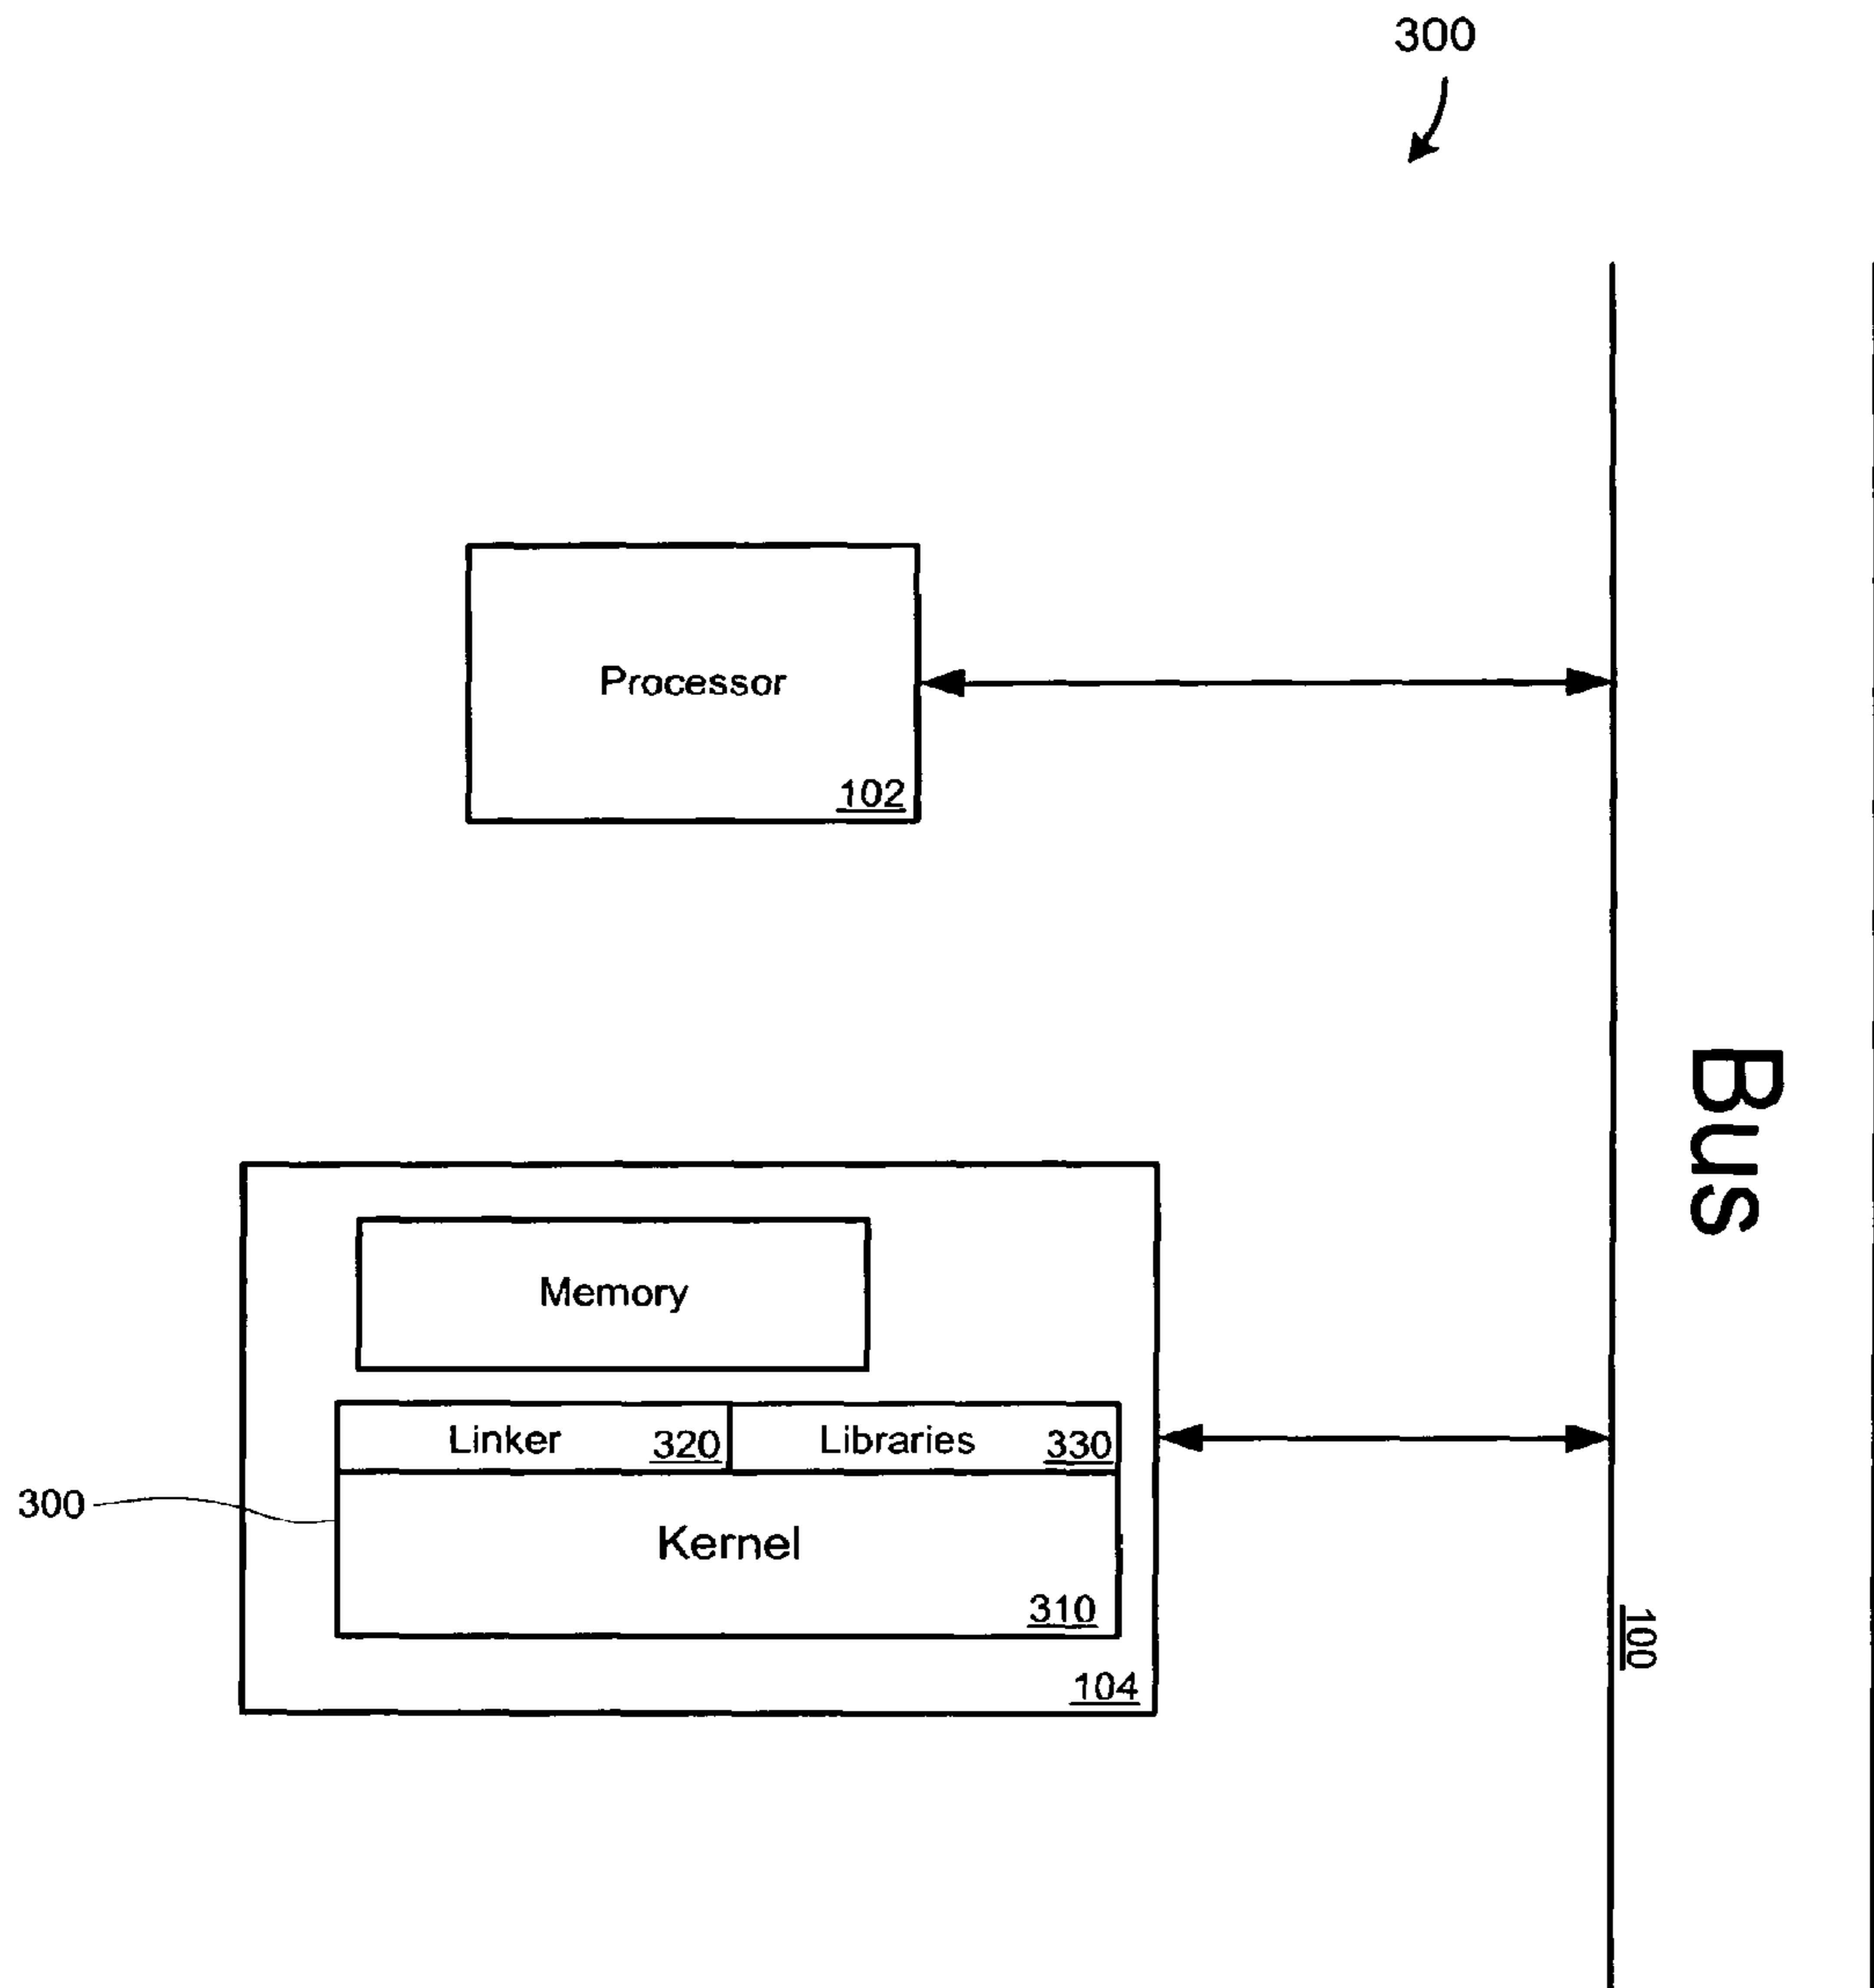 300
Processor
102
Bus
Memory
Linker 320 Libraries 330
300
Kernel
310
100
104